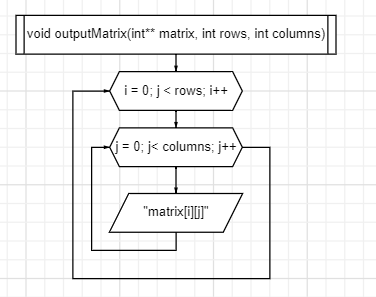 void outputMatrix(int** matrix, int rows, int columns)
i = 0; j < rows; i++
j = 0; j< columns; j++
"matrix[i][j]"